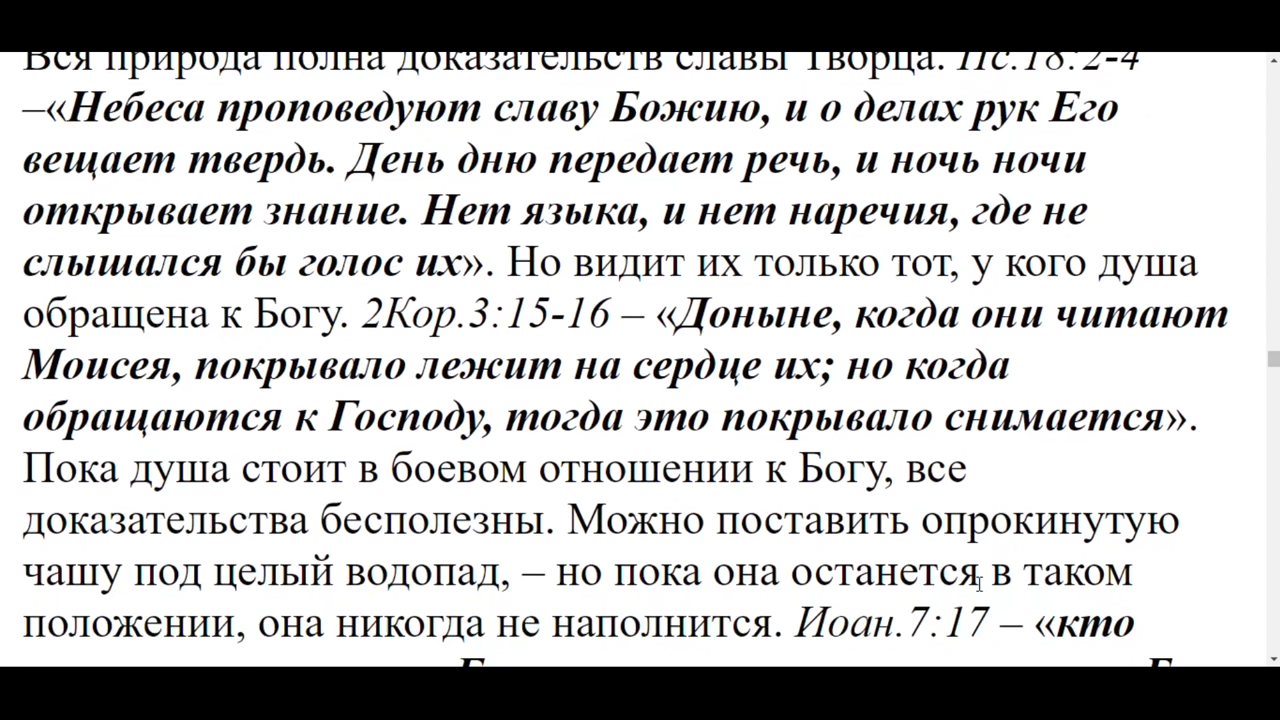 Вся природа полна доказательств славы Творца. Пс.18:2-4
–«Небеса проповедуют славу Божию, и о делах рук Его
вещает твердь. День дню передает речь, и ночь ночи
открывает знание. Нет языка, и нет наречия, где не
слышался бы голос их». Но видит их только тот, у кого душа
обращена к Богу. 2Кор.3:15-16 – «Доныне, когда они читают
Моисея, покрывало лежит на сердце их; но когда
обращаются к Господу, тогда это покрывало снимается».
Пока душа стоит в боевом отношении к Богу, все
доказательства бесполезны. Можно поставить опрокинутую
чашу под целый водопад, – но пока она останется в таком
положении, она никогда не наполнится. Иоан.7:17 – «кто